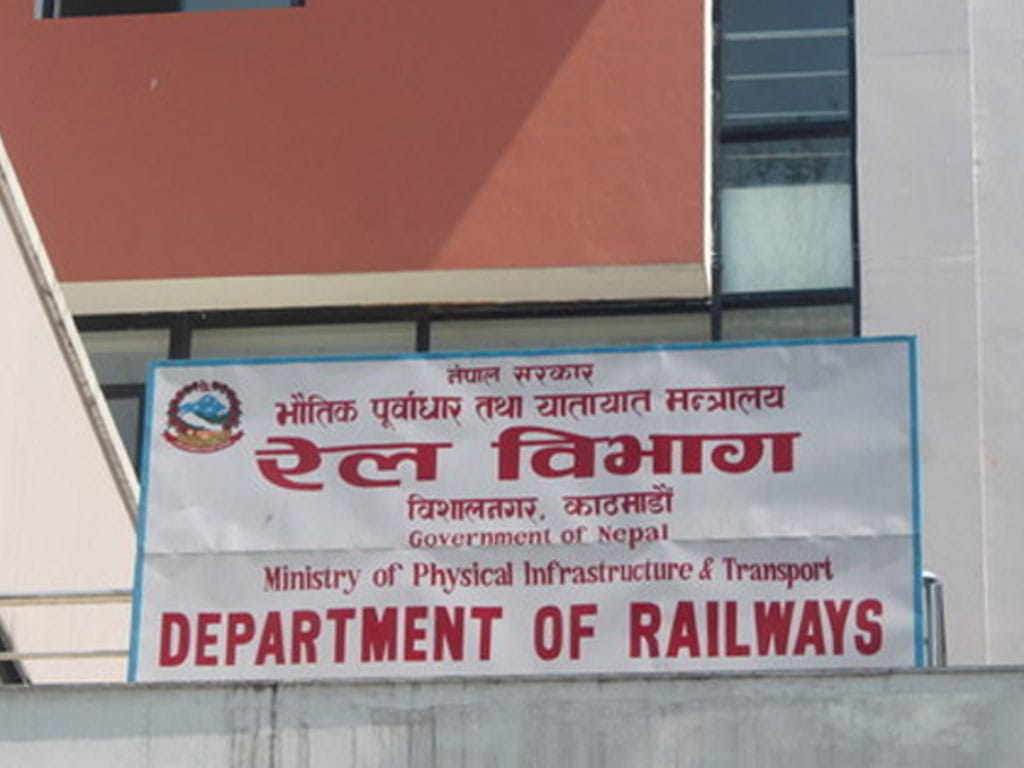 नेपाल सरकार
भौतिक पूर्वाधार तथा यातायात मन्त्रालय
रेल विभाग
विशालनगर, काठमाडौं
Government of Nepal
Ministry of Physical Infrastructure & Transport
DEPARTMENT OF RAILWAYS